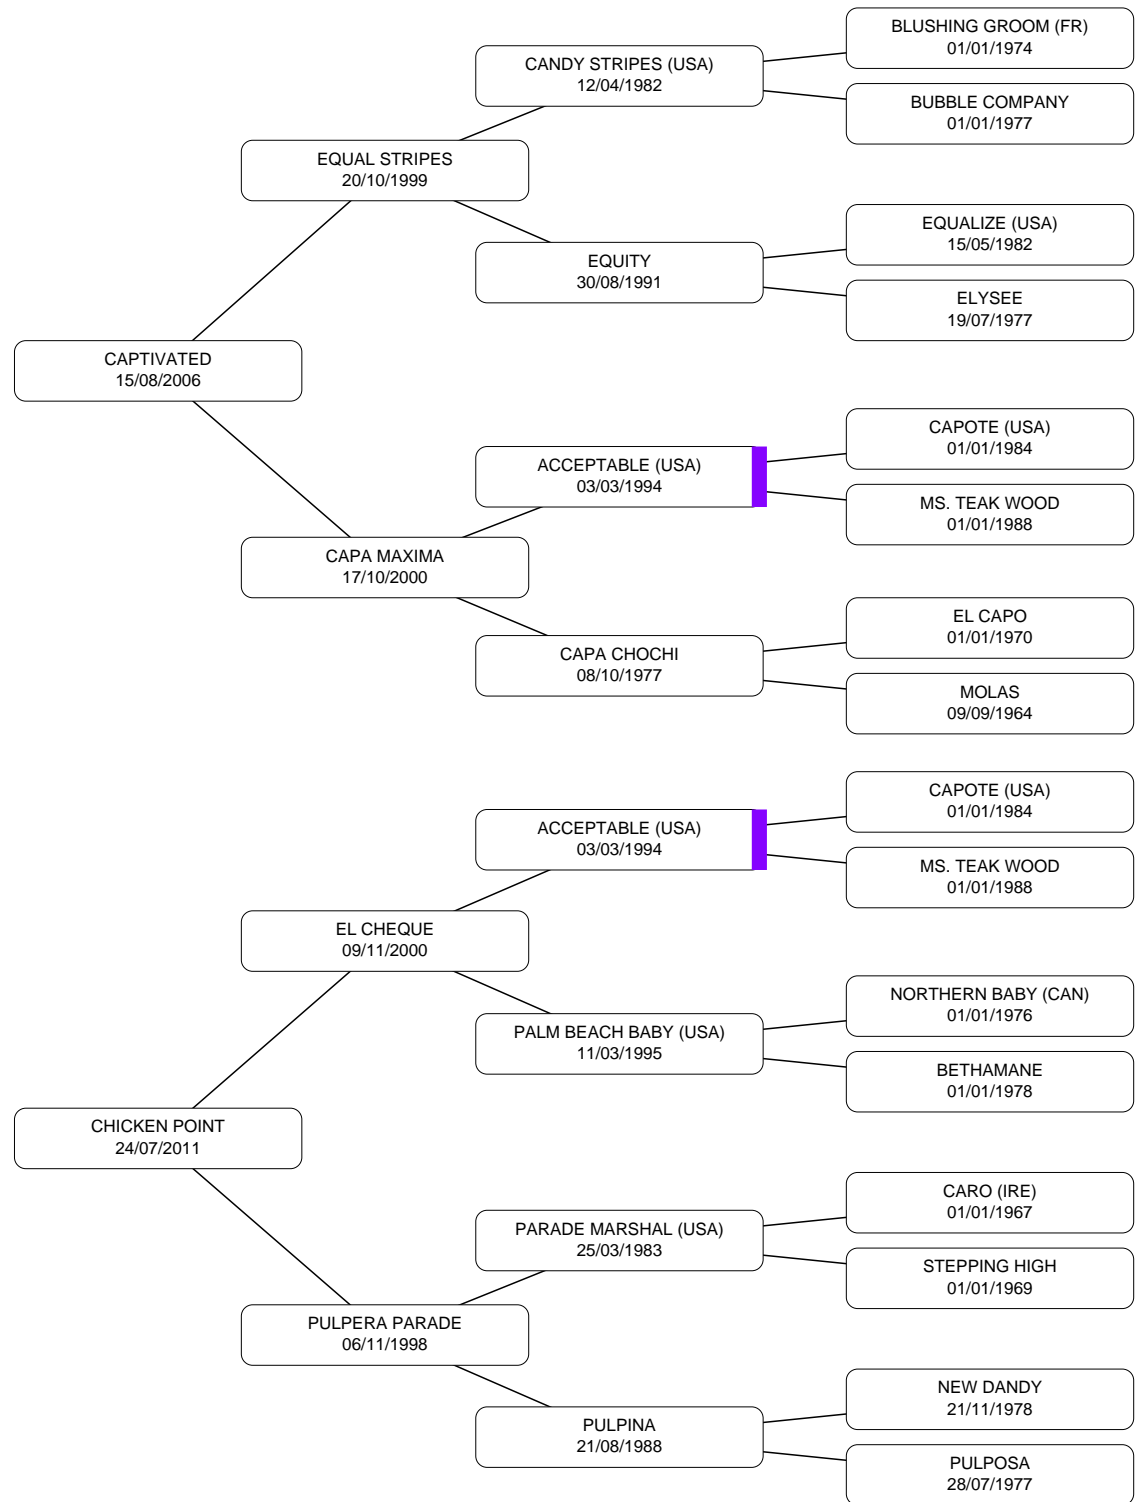 BLUSHING GROOM (FR)
01/01/1974
CANDY STRIPES (USA)
12/04/1982
BUBBLE COMPANY
01/01/1977
EQUAL STRIPES
20/10/1999
EQUALIZE (USA)
15/05/1982
EQUITY
30/08/1991
ELYSEE
19/07/1977
CAPTIVATED
15/08/2006
CAPOTE (USA)
01/01/1984
ACCEPTABLE (USA)
03/03/1994
MS. TEAK WOOD
01/01/1988
CAPA MAXIMA
17/10/2000
EL CAPO
01/01/1970
CAPA CHOCHI
08/10/1977
MOLAS
09/09/1964
CAPOTE (USA)
01/01/1984
ACCEPTABLE (USA)
03/03/1994
MS. TEAK WOOD
01/01/1988
EL CHEQUE
09/11/2000
NORTHERN BABY (CAN)
01/01/1976
PALM BEACH BABY (USA)
11/03/1995
BETHAMANE
01/01/1978
CHICKEN POINT
24/07/2011
CARO (IRE)
01/01/1967
PARADE MARSHAL (USA)
25/03/1983
STEPPING HIGH
01/01/1969
PULPERA PARADE
06/11/1998
NEW DANDY
21/11/1978
PULPINA
21/08/1988
PULPOSA
28/07/1977